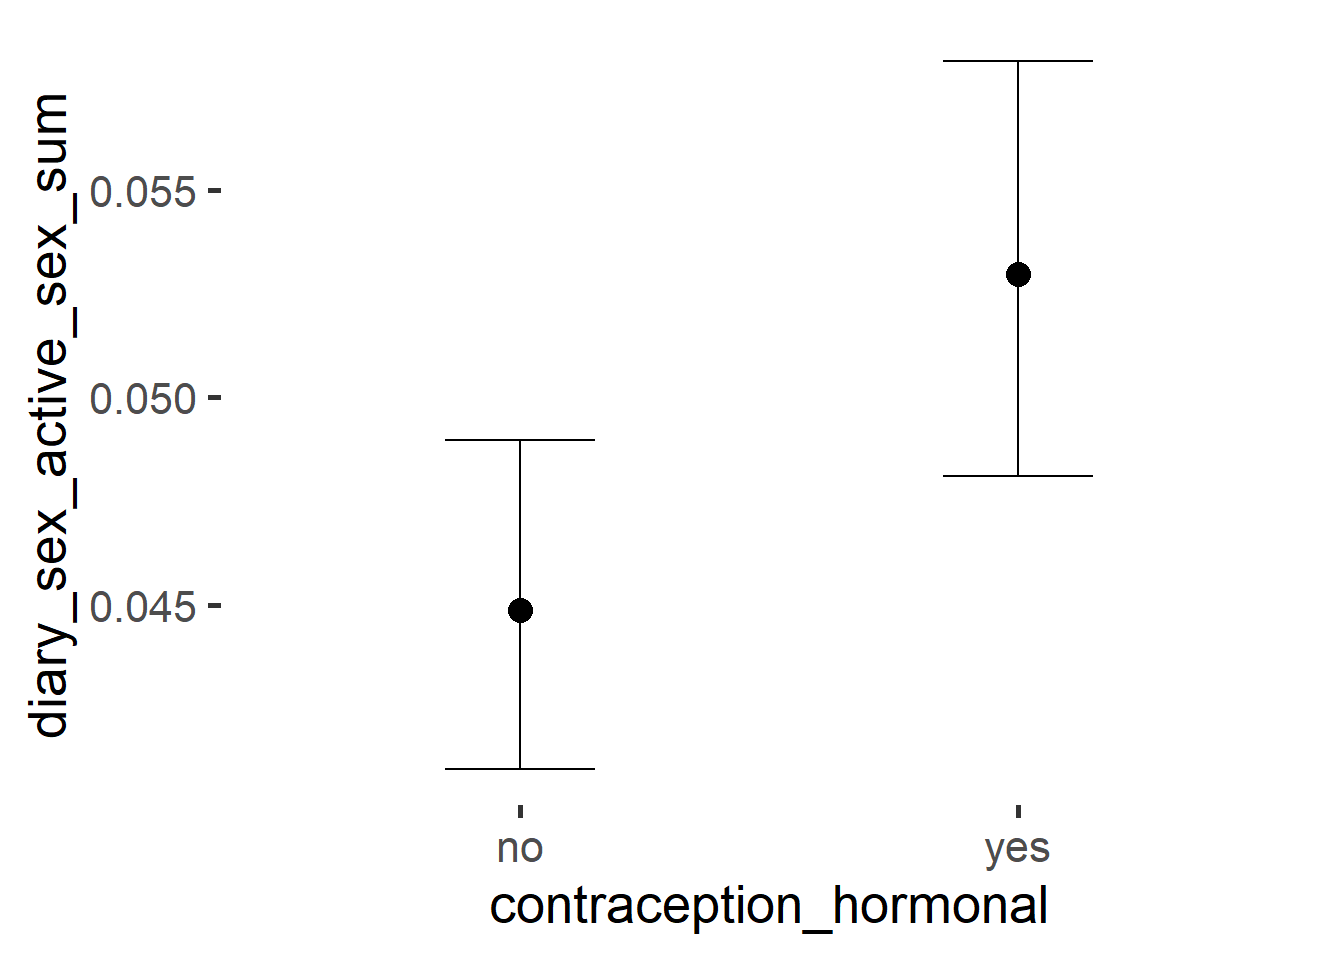 diary_sex_active_sex_sum
0.055
0.050
0.045
no yes
contraception_hormonal